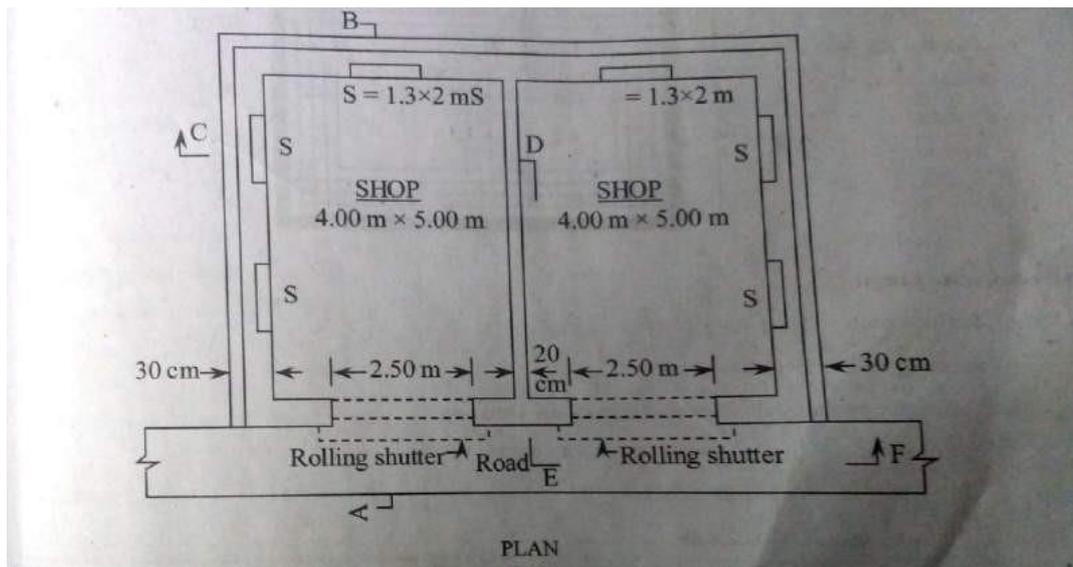 B
S = 1.3×2 mS = 1.3×2 m
C
S D S
SHOP SHOP
4.00 m × 5.00 m 4.00 m × 5.00 m
S S
30 cm 2.50 m 20 cm 2.50 m 30 cm
Rolling shutter Road E Rolling shutter F
A
PLAN